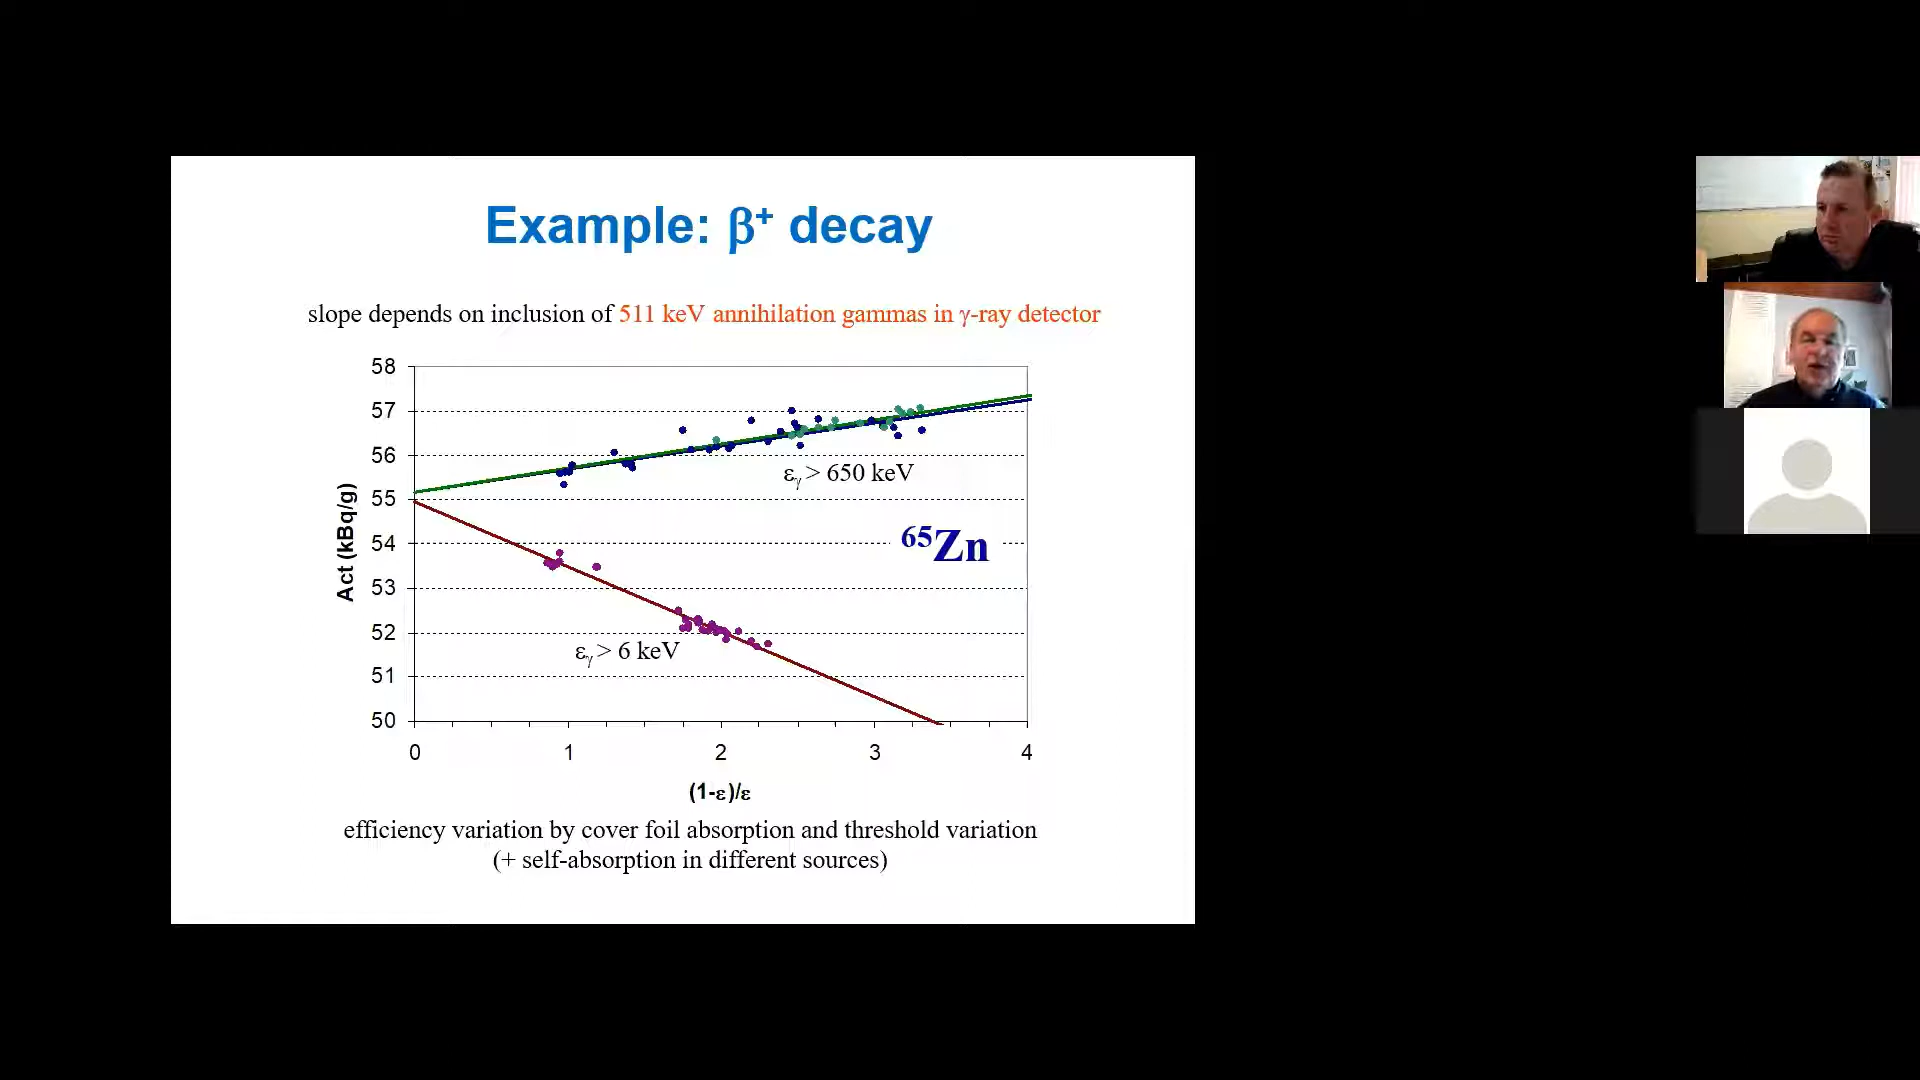 Example: β⁺ decay
slope depends on inclusion of 511 keV annihilation gammas in γ-ray detector
58
57
56
55
54
53
52
51
50
Act (kBq/g)
εγ > 650 keV
⁶⁵Zn
εγ > 6 keV
0 1 2 3 4
(1-ε)/ε
efficiency variation by cover foil absorption and threshold variation
(+ self-absorption in different sources)